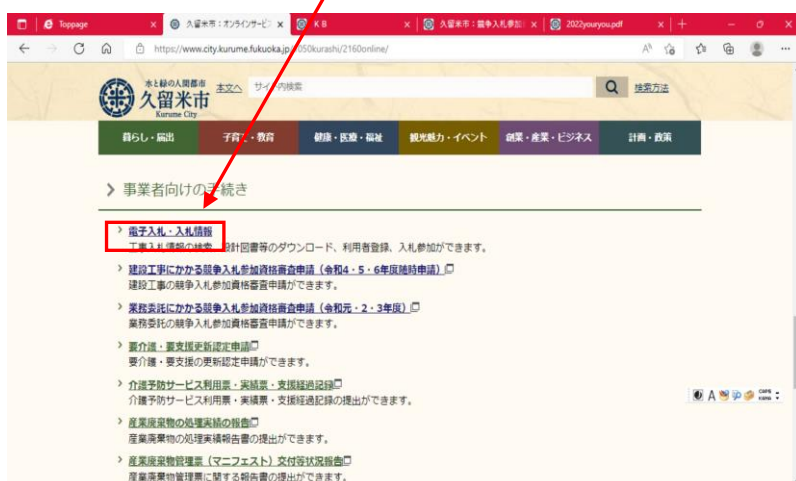 Toppage
久留米市：オンラインサービス
K B
久留米市：競争入札参加
2022youryou.pdf
https://www.city.kurume.fukuoka.jp/050kurashi/2160online/
水と緑の人間都市
久留米市
Kurume City
本文へ
サイト内検索
検索方法
暮らし・届出
子育て・教育
健康・医療・福祉
観光魅力・イベント
創業・産業・ビジネス
計画・政策
事業者向けの手続き
電子入札・入札情報
工事入札情報の検索、設計図書等のダウンロード、利用者登録、入札参加ができます。
建設工事にかかる競争入札参加資格審査申請（令和4・5・6年度随時申請）
建設工事の競争入札参加資格審査申請ができます。
業務委託にかかる競争入札参加資格審査申請（令和元・2・3年度）
業務委託の競争入札参加資格審査申請ができます。
要介護・要支援更新認定申請
要介護・要支援の更新認定申請ができます。
介護予防サービス利用票・実績票・支援経過記録
介護予防サービス利用票・実績票・支援経過記録の提出ができます。
産業廃棄物の処理実績の報告
産業廃棄物の処理実績報告書の提出ができます。
産業廃棄物管理票（マニフェスト）交付等状況報告
産業廃棄物管理票に関する報告書の提出ができます。
A
CAPS
KANA